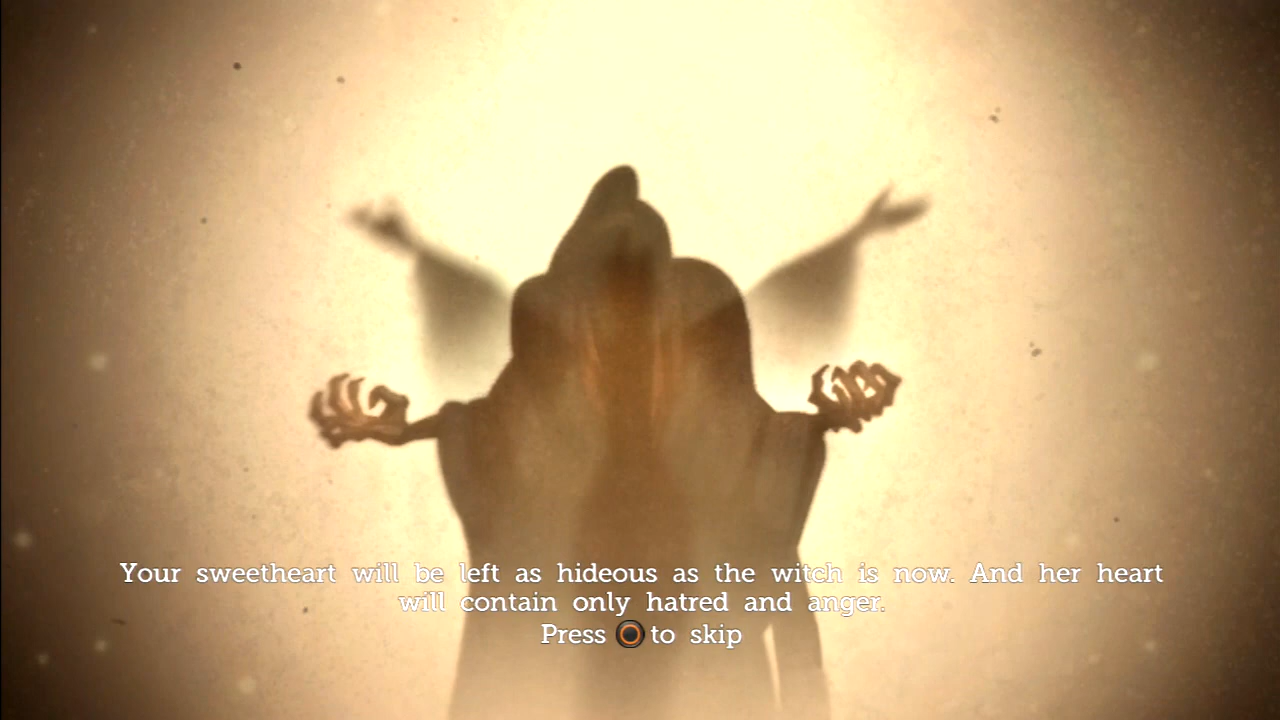 Your sweetheart will be left as hideous as the witch is now. And her heart
will contain only hatred and anger.
Press to skip